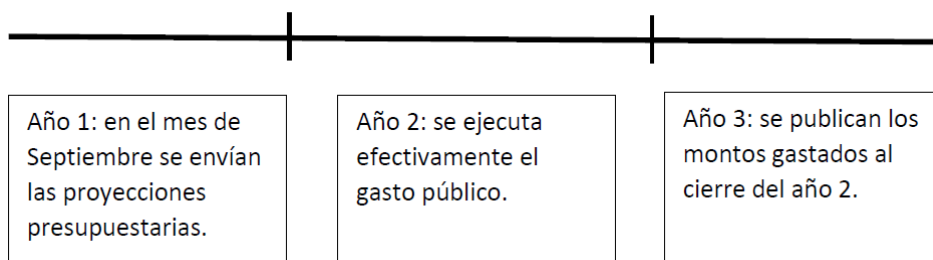 Año 1: en el mes de
Septiembre se envían
las proyecciones
presupuestarias.
Año 2: se ejecuta
efectivamente el
gasto público.
Año 3: se publican los
montos gastados al
cierre del año 2.